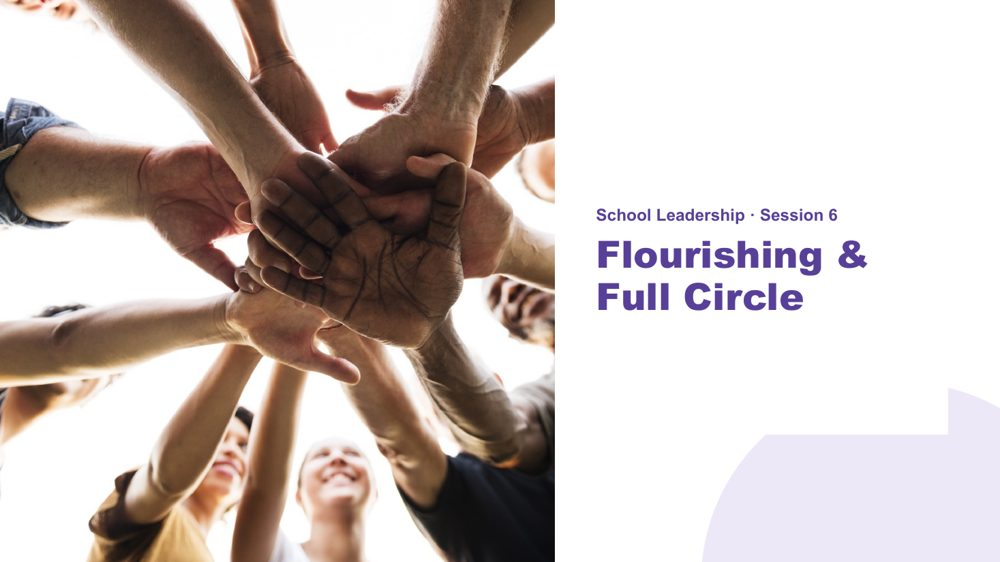 School Leadership · Session 6
Flourishing &
Full Circle